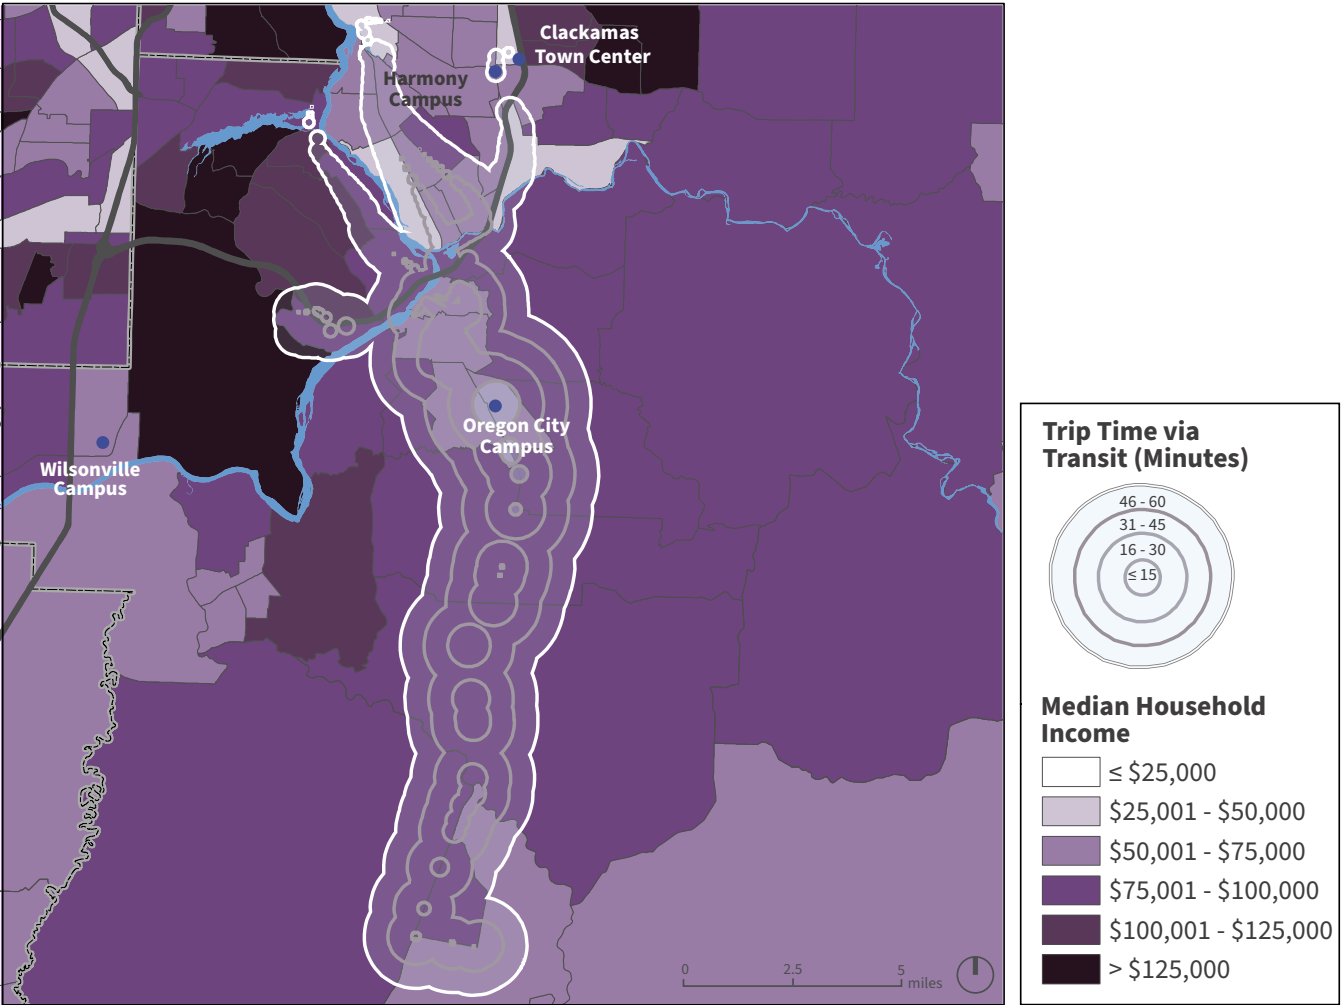 Clackamas
Town Center
Harmony
Campus
Oregon City
Campus
Wilsonville
Campus
0 2.5 5
miles
Trip Time via
Transit (Minutes)
46 - 60
31 - 45
16 - 30
≤ 15
Median Household
Income
≤ $25,000
$25,001 - $50,000
$50,001 - $75,000
$75,001 - $100,000
$100,001 - $125,000
> $125,000